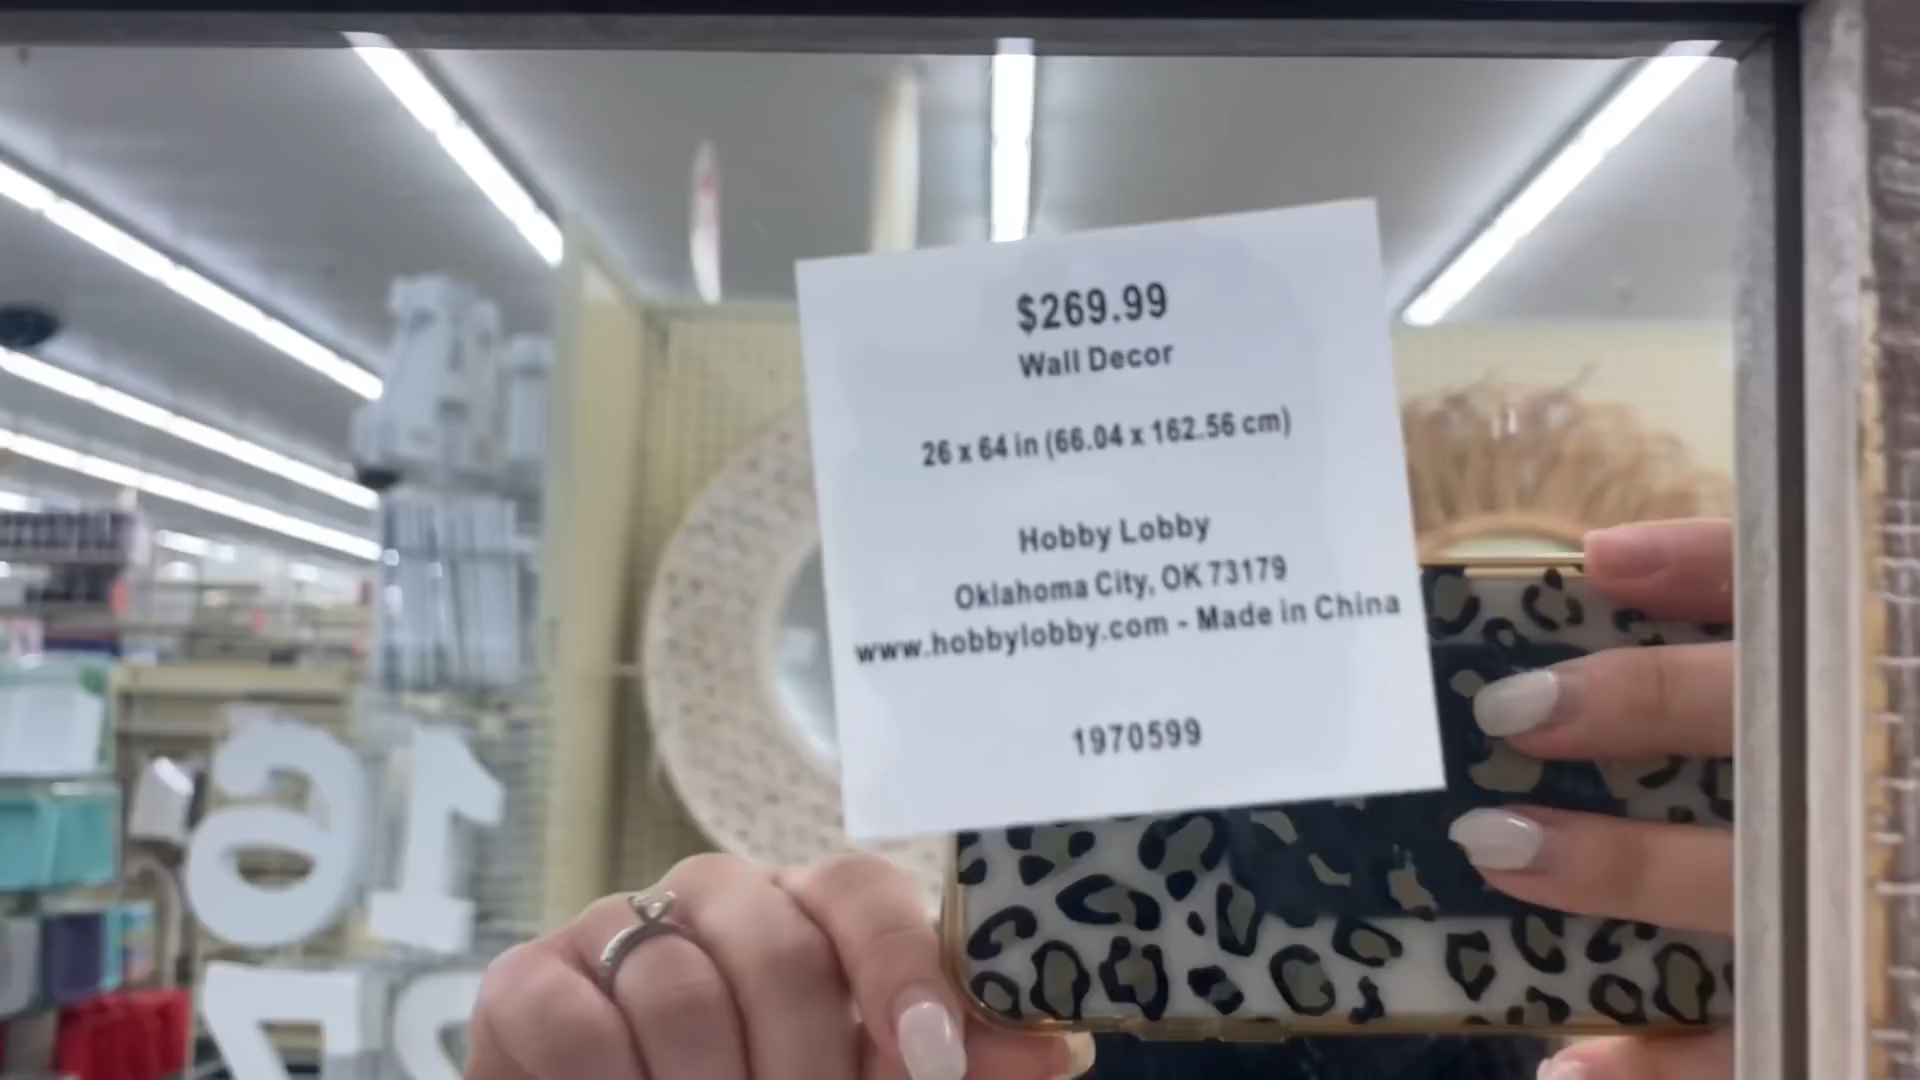 $269.99
Wall Decor
26 x 64 in (66.04 x 162.56 cm)
Hobby Lobby
Oklahoma City, OK 73179
www.hobbylobby.com - Made in China
1970599
16